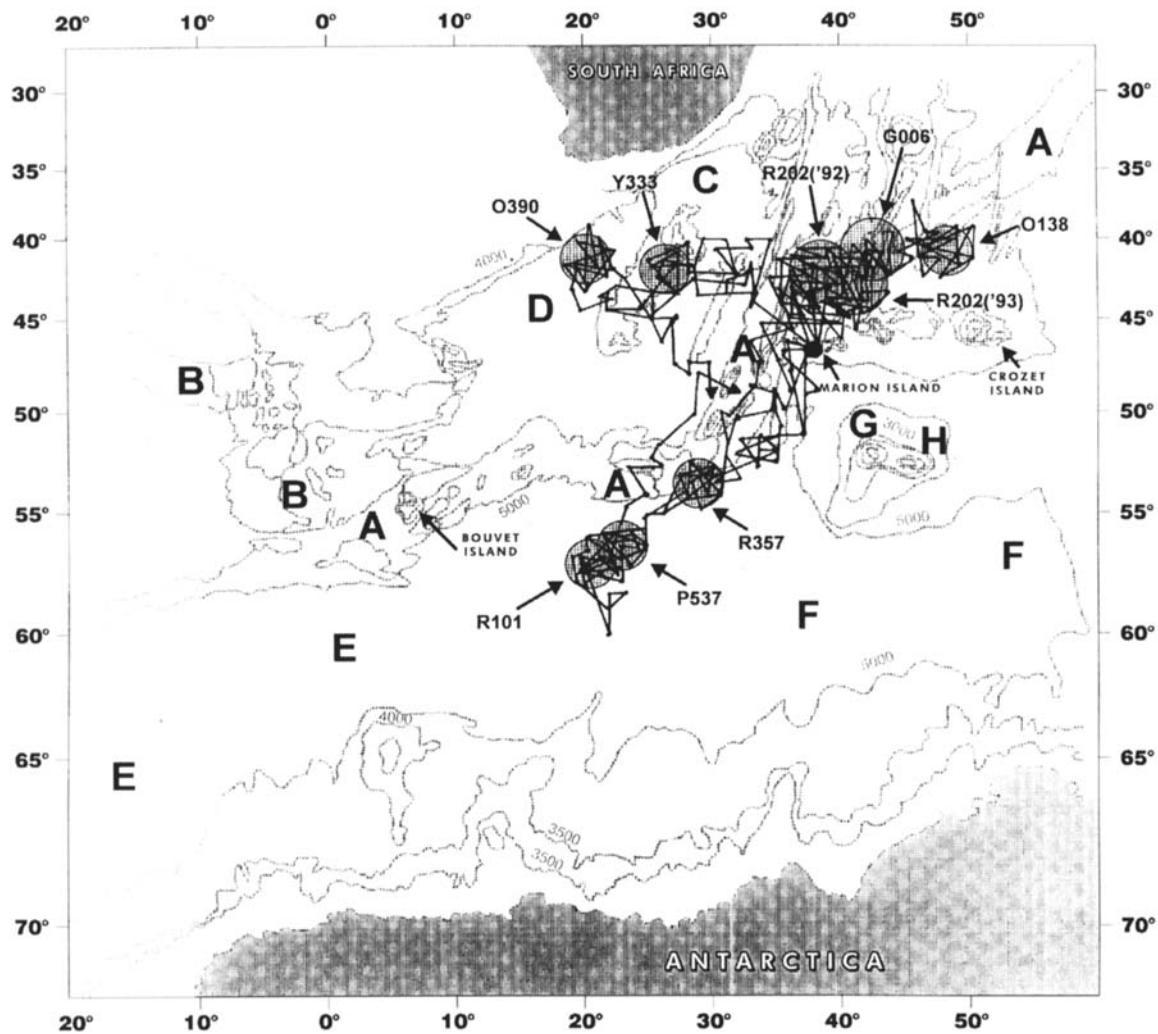 20° 10° 0° 10° 20° 30° 40° 50°
SOUTH AFRICA
30° 30°
G006
A
35° R202('92) 35°
C
Y333
O390
O138
40° 40°
4000
D R202('93)
45° 45°
A
B MARION ISLAND CROZET
ISLAND
50° 50°
G 3000 H
A
B
5000
55° A 5000 55°
BOUVET
ISLAND
R357
F
P537
R101 F
60° E 60°
5000
4000
65° E 65°
3500
3500
70° 70°
ANTARCTICA
20° 10° 0° 10° 20° 30° 40° 50°